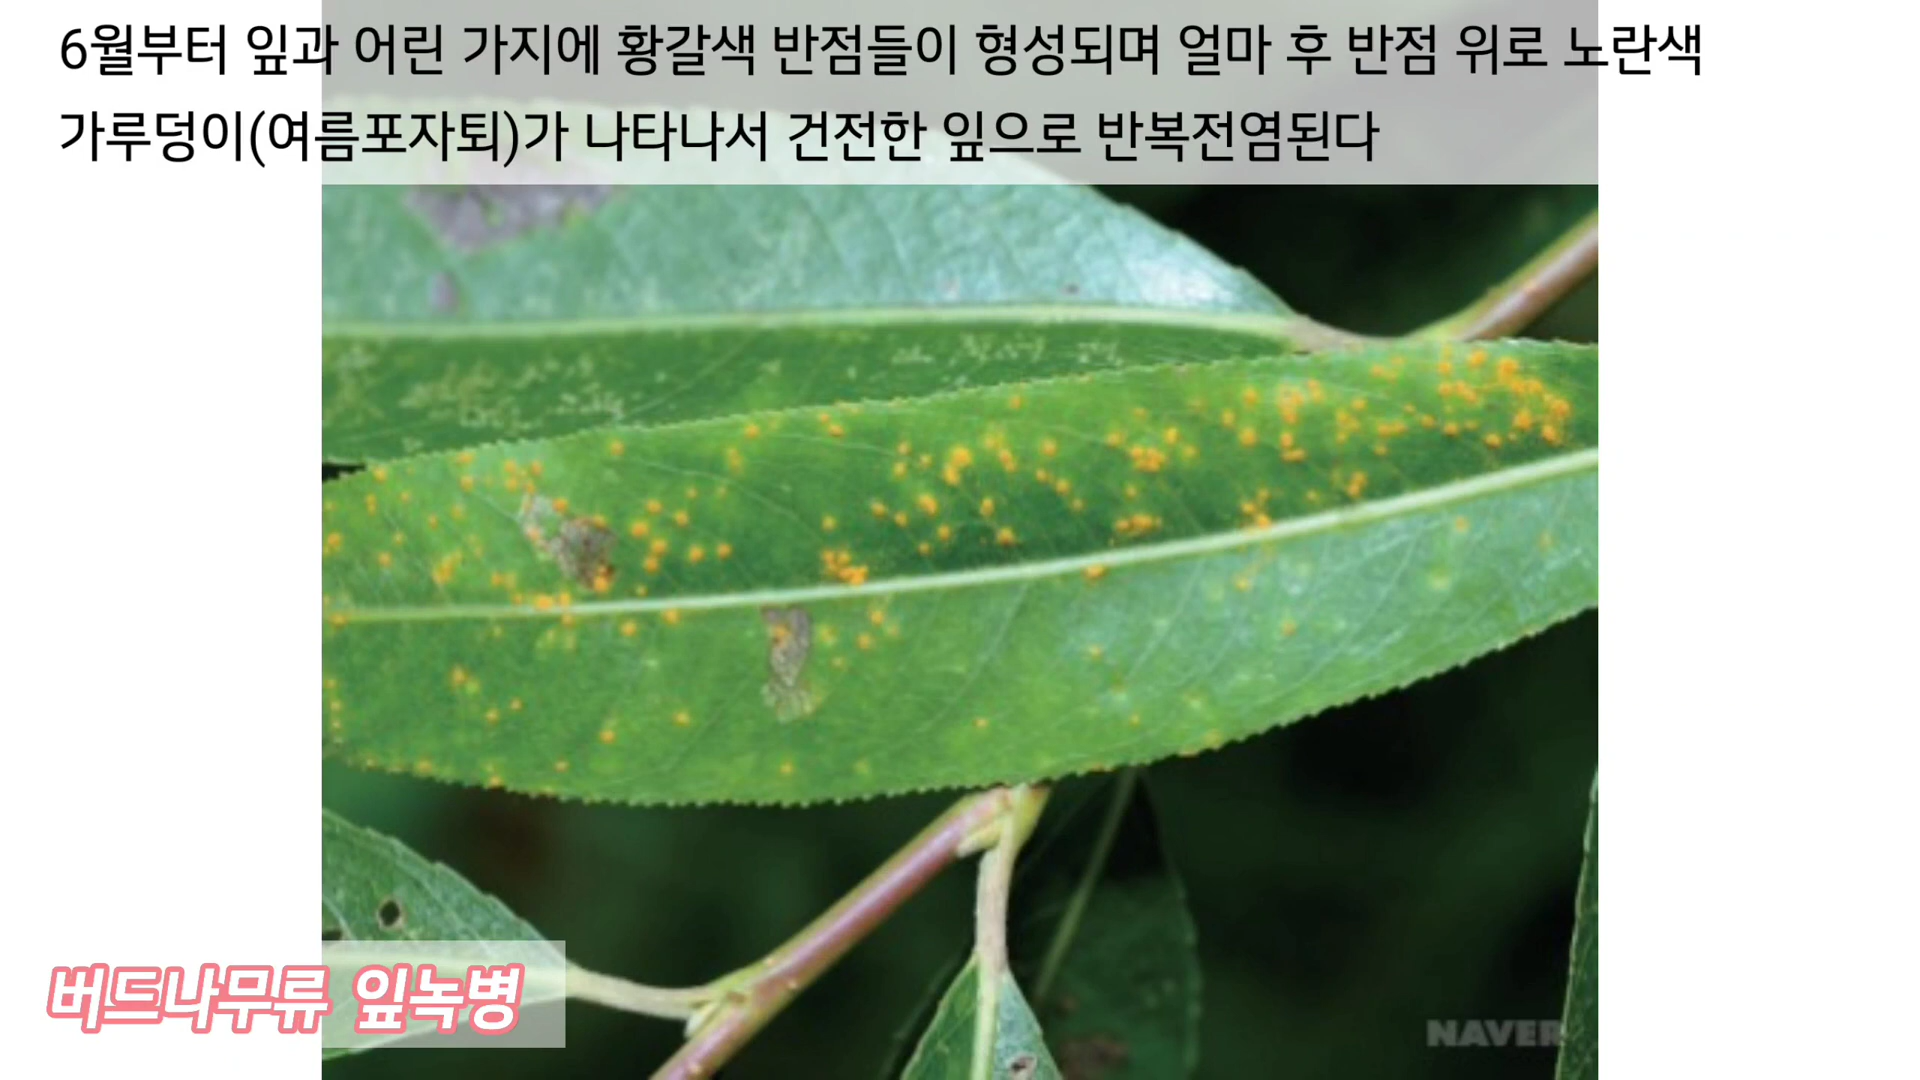 6월부터 잎과 어린 가지에 황갈색 반점들이 형성되며 얼마 후 반점 위로 노란색
가루덩이(여름포자퇴)가 나타나서 건전한 잎으로 반복전염된다
버드나무류 잎녹병
NAVER